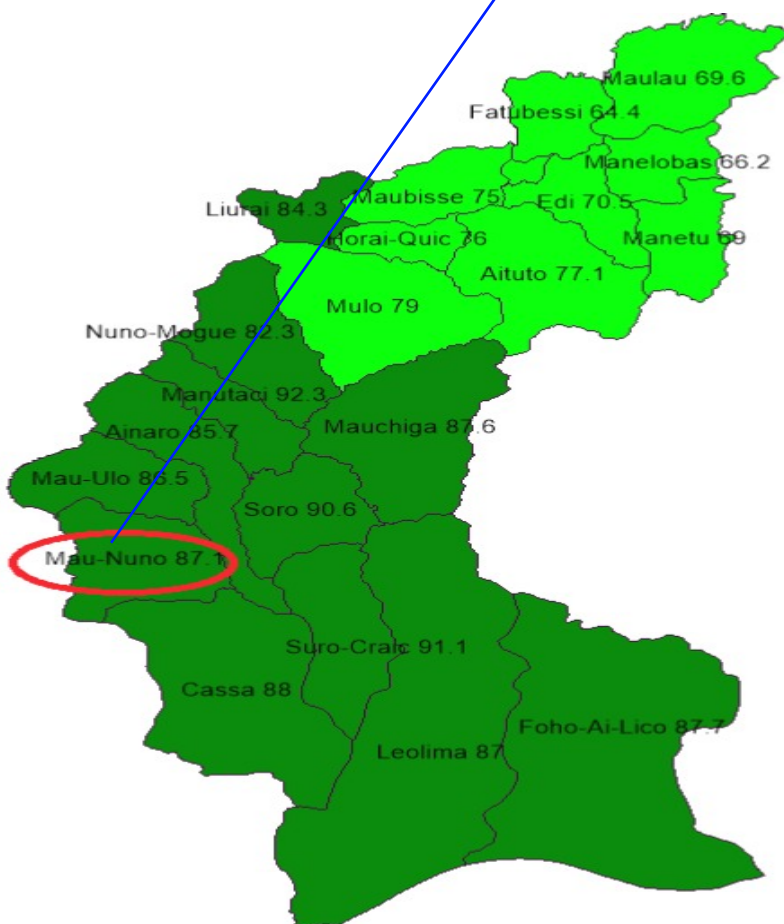 Maulau 69.6
Fatubessi 64.4
Manelobas 66.2
Maubisse 75
Edi 70.5
Liurai 84.3
Horai-Quic 76
Manetu 69
Aituto 77.1
Mulo 79
Nuno-Mogue 82.3
Manutaci 92.3
Mauchiga 87.6
Ainaro 85.7
Mau-Ulo 86.5
Soro 90.6
Mau-Nuno 87.1
Suro-Craic 91.1
Cassa 88
Foho-Ai-Lico 87.7
Leolima 87